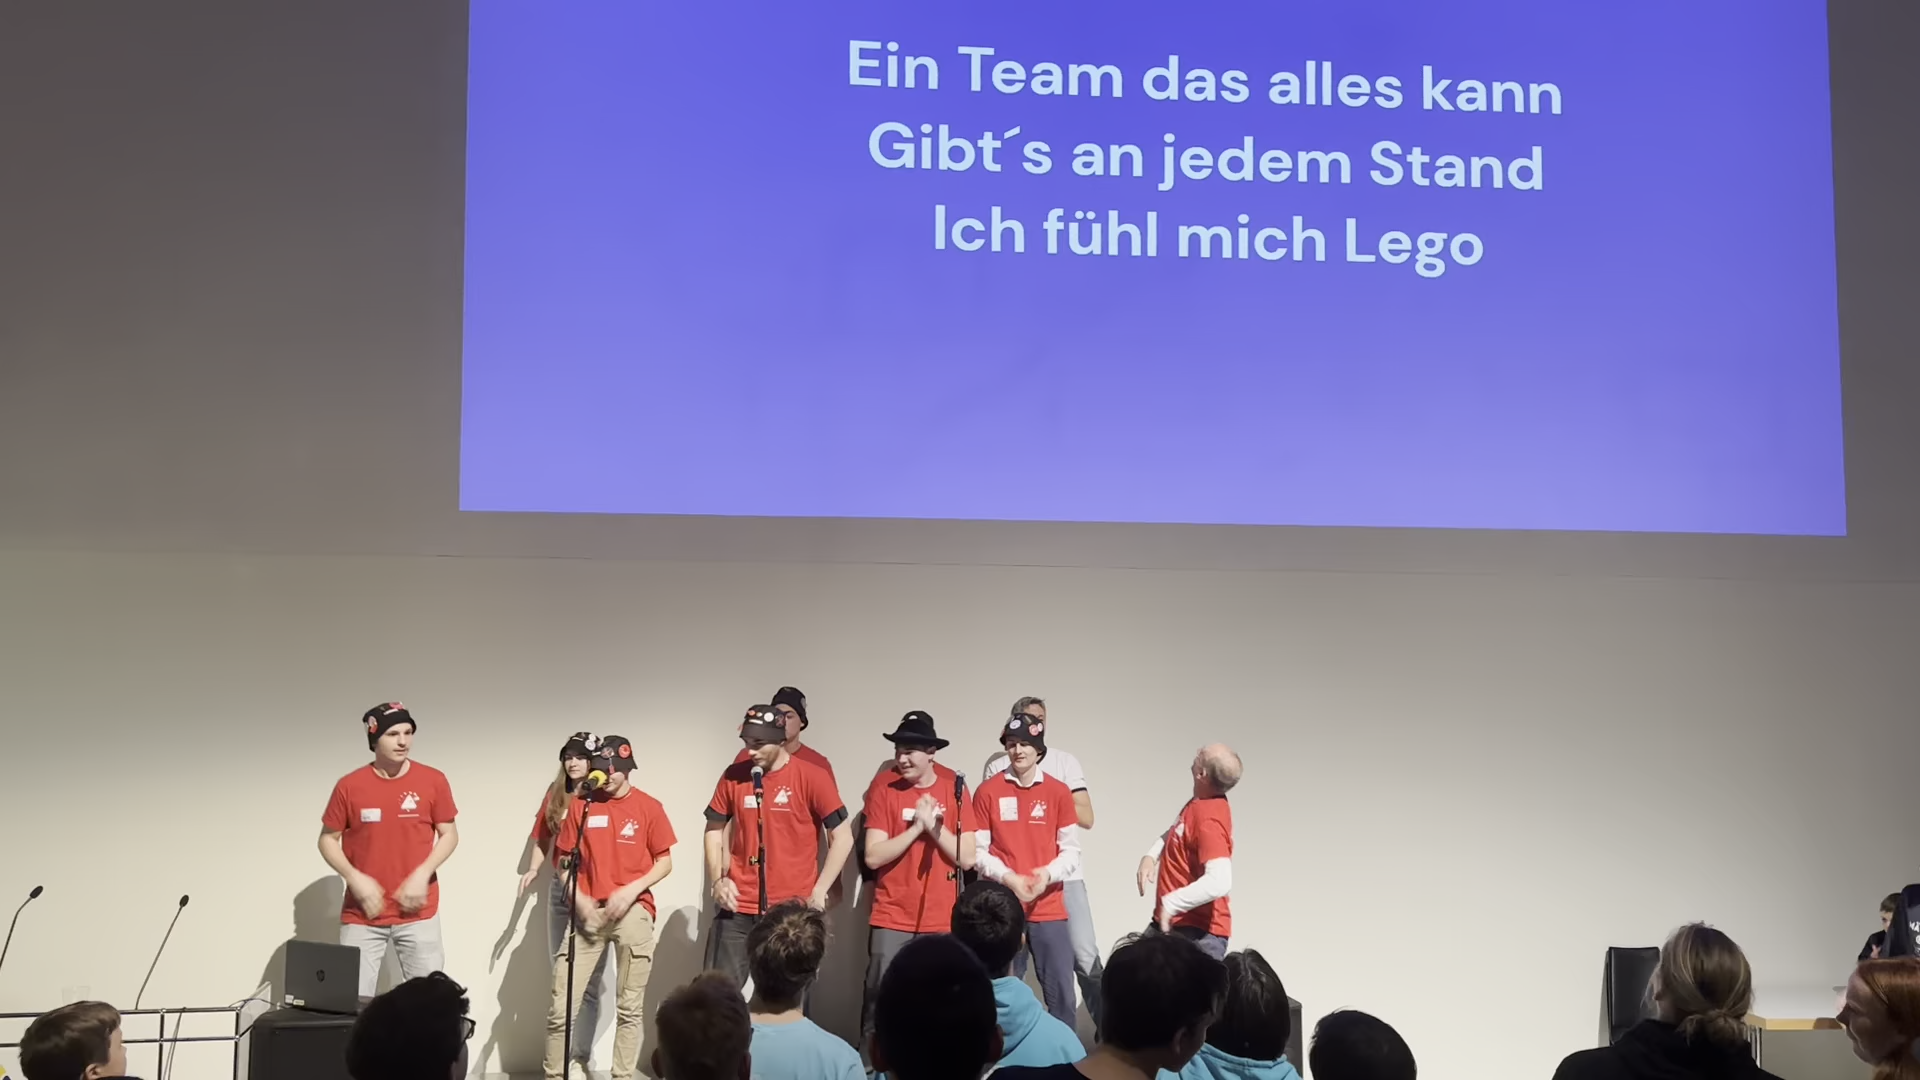 Ein Team das alles kann
Gibt´s an jedem Stand
Ich fühl mich Lego